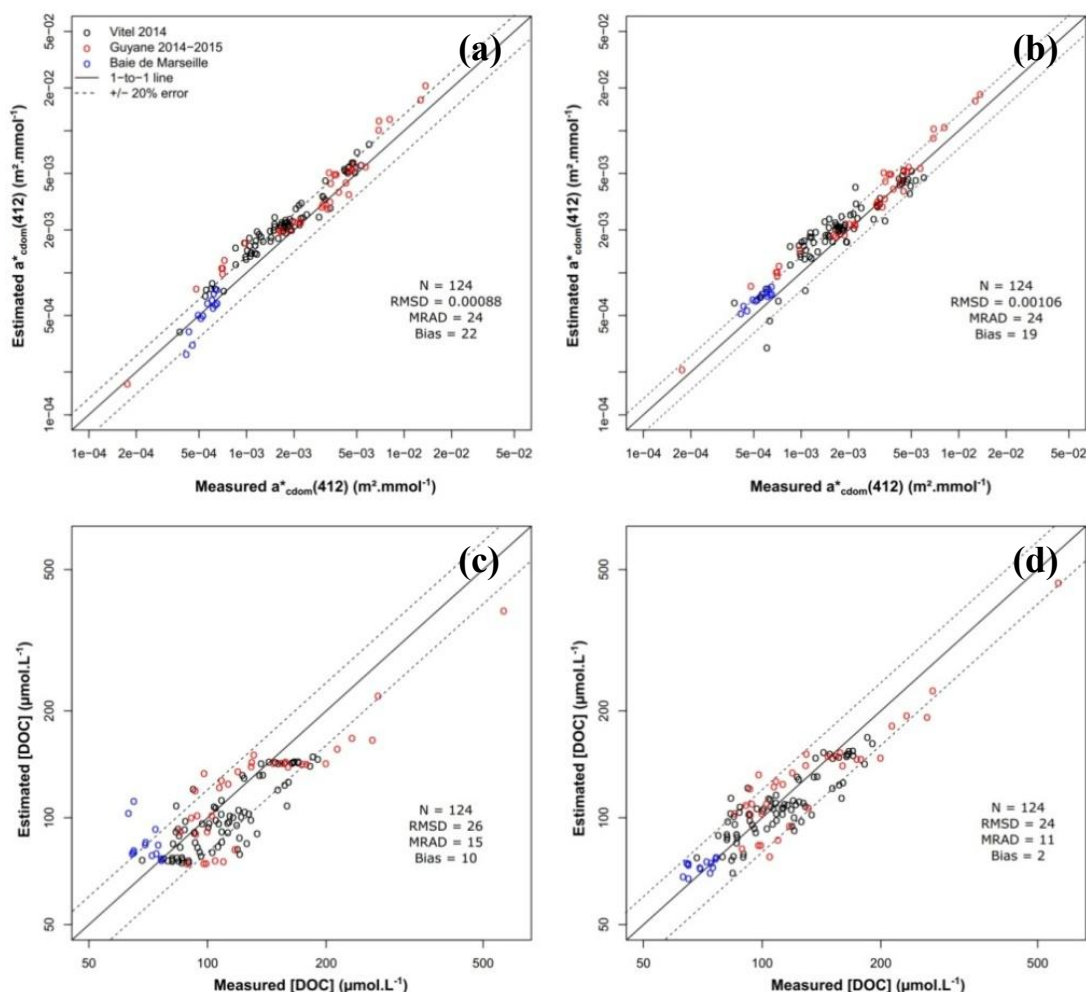 (a)
Vitel 2014
Guyane 2014−2015
Baie de Marseille
1−to−1 line
+/− 20% error
Estimated a*cdom(412) (m².mmol-1)
5e−02
2e−02
5e−03
2e−03
5e−04
1e−04
N = 124
RMSD = 0.00088
MRAD = 24
Bias = 22
1e−04 2e−04 5e−04 1e−03 2e−03 5e−03 1e−02 2e−02 5e−02
Measured a*cdom(412) (m².mmol-1)
(b)
Estimated a*cdom(412) (m².mmol-1)
5e−02
2e−02
5e−03
2e−03
5e−04
1e−04
N = 124
RMSD = 0.00106
MRAD = 24
Bias = 19
1e−04 2e−04 5e−04 1e−03 2e−03 5e−03 1e−02 2e−02 5e−02
Measured a*cdom(412) (m².mmol-1)
(c)
Estimated [DOC] (µmol.L-1)
500
200
100
50
N = 124
RMSD = 26
MRAD = 15
Bias = 10
50 100 200 500
Measured [DOC] (µmol.L-1)
(d)
Estimated [DOC] (µmol.L-1)
500
200
100
50
N = 124
RMSD = 24
MRAD = 11
Bias = 2
50 100 200 500
Measured [DOC] (µmol.L-1)